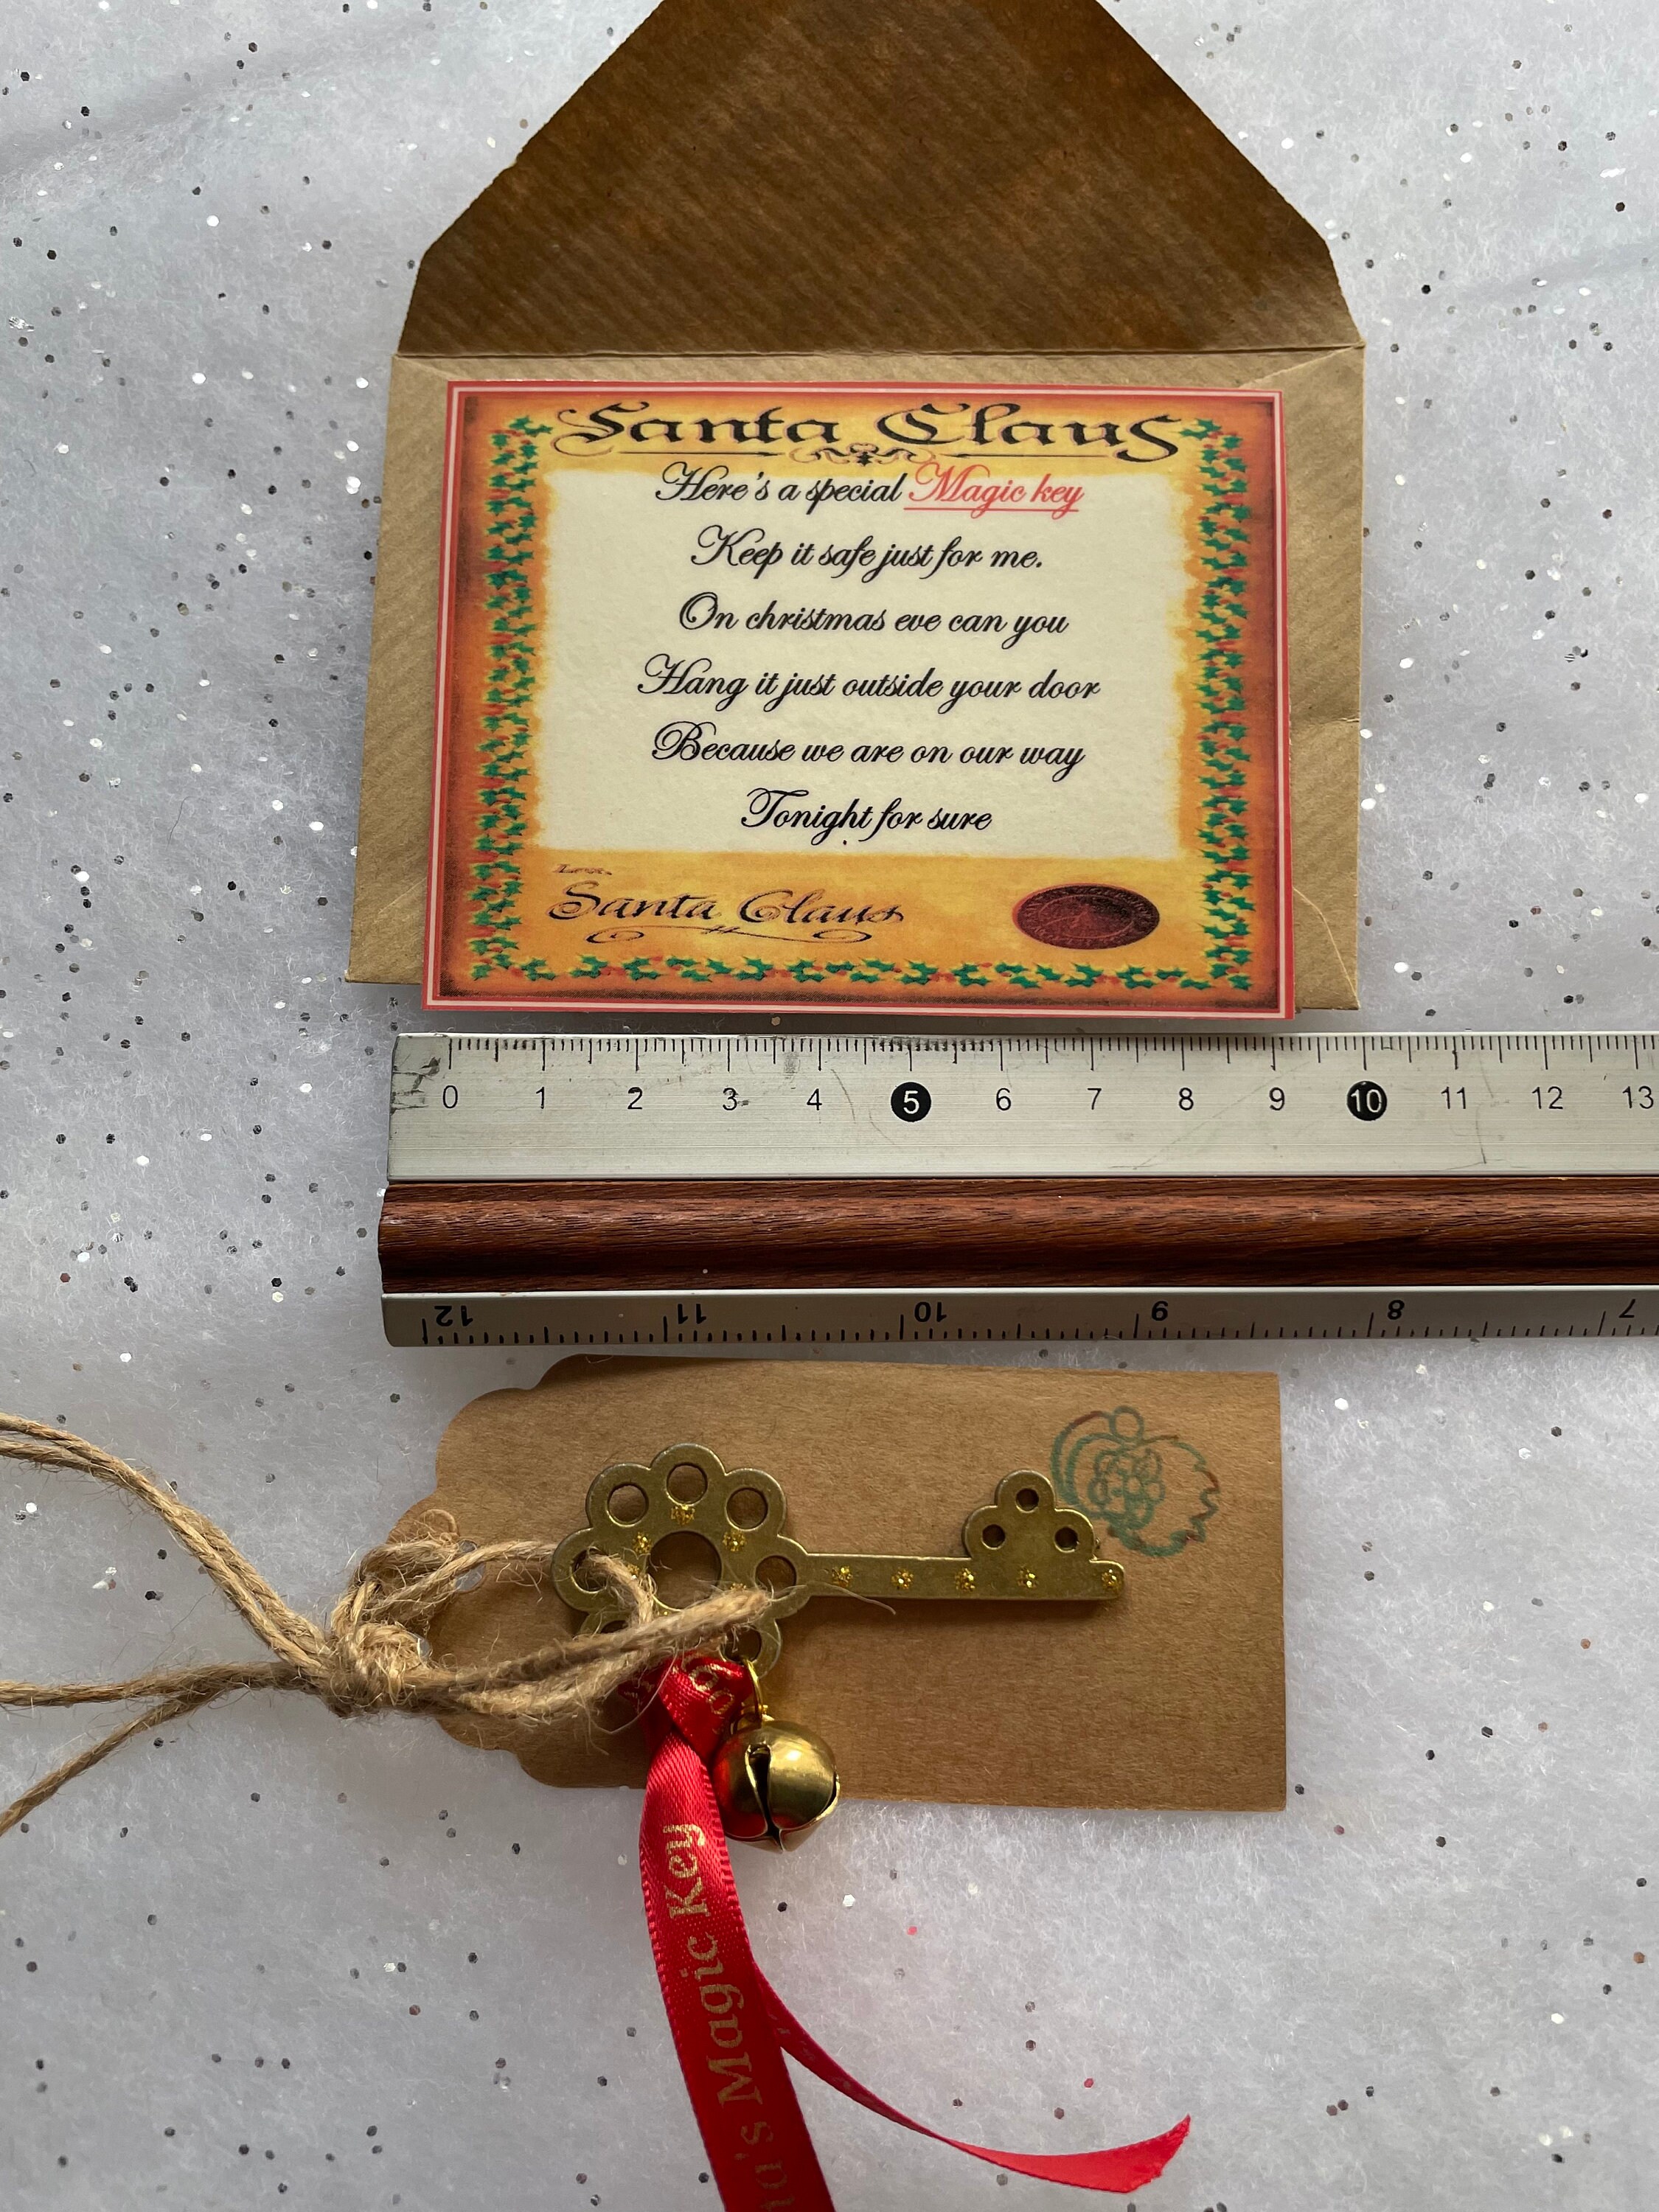 Santa Claus
Here's a special Magic key
Keep it safe just for me.
On christmas eve can you
Hang it just outside your door
Because we are on our way
Tonight for sure
Love,
Santa Claus
0 1 2 3 4 5 6 7 8 9 10 11 12 13
12 11 10 9 8 7
's Magic Key